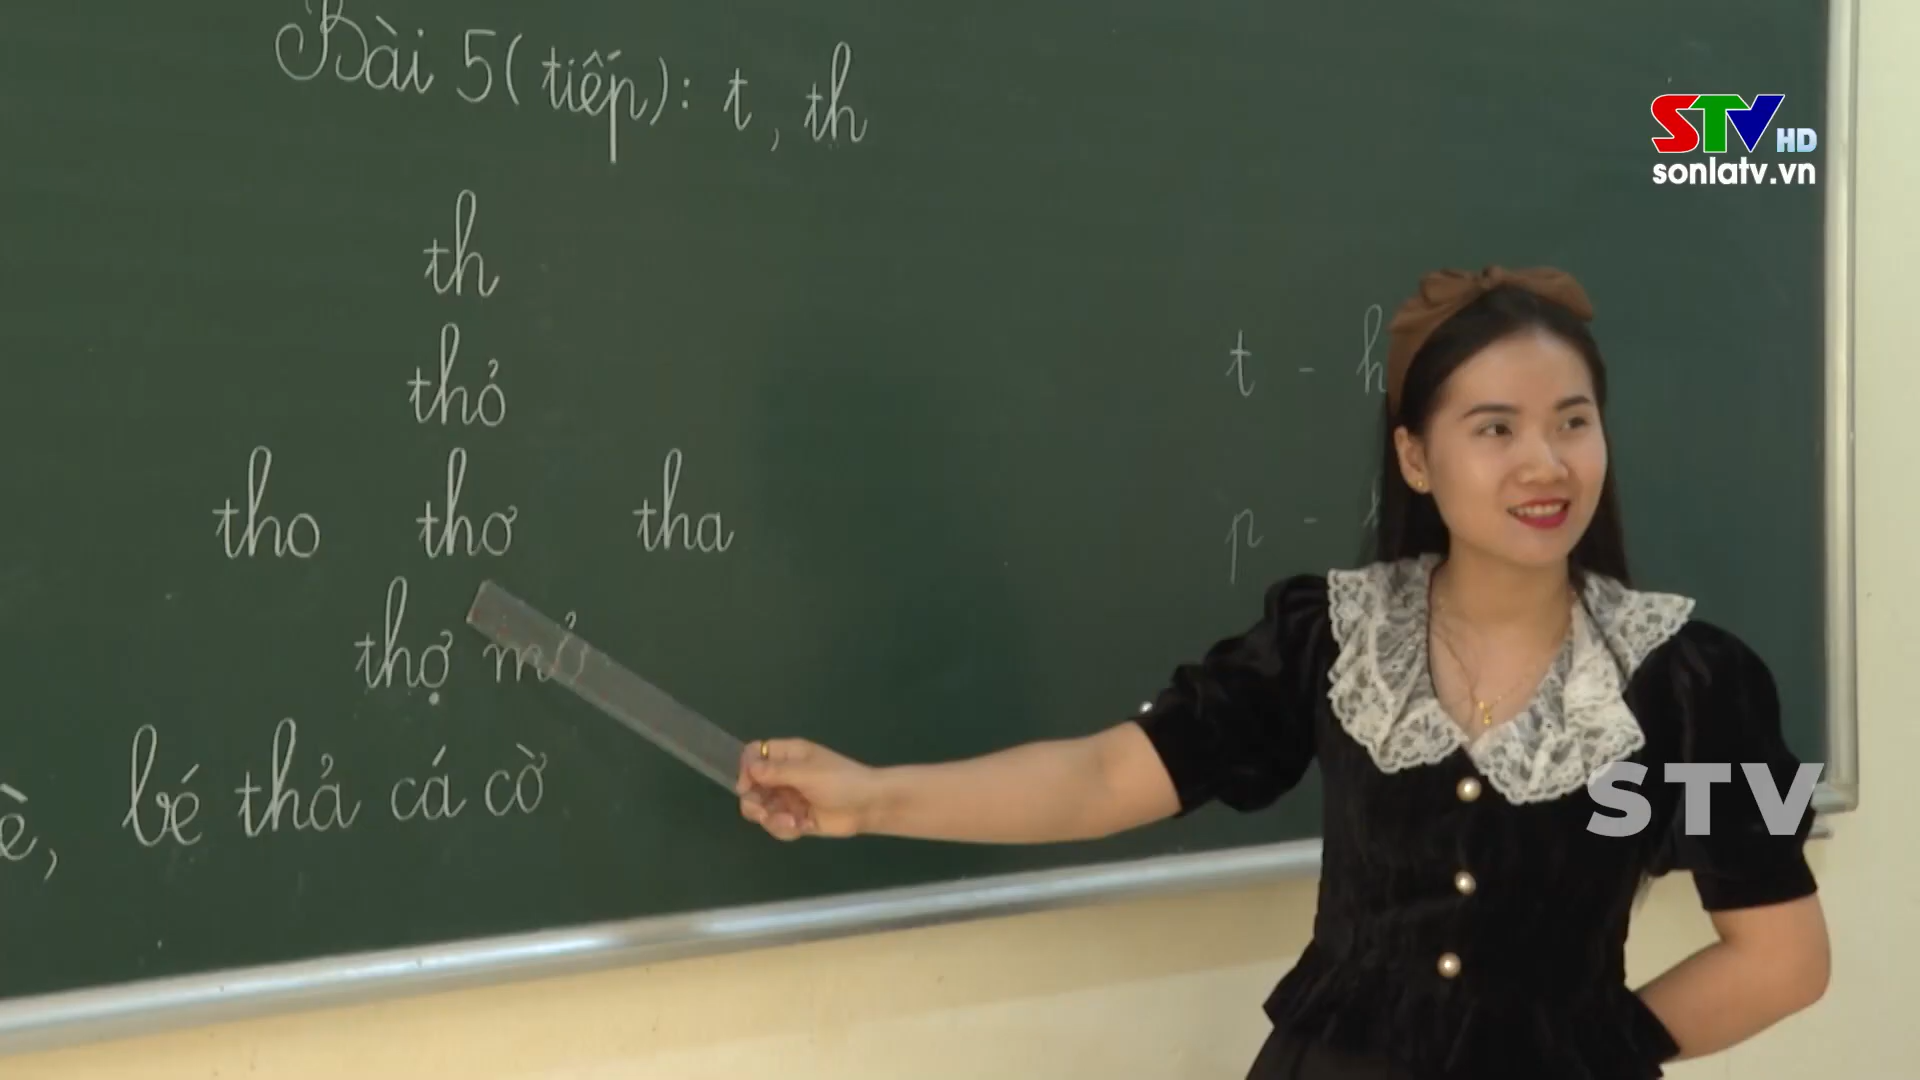 Bài 5 (tiếp): t, th
th
thỏ
tho thơ tha
thợ mỏ
bé thả cá cờ
t - h
p -
STV HD
sonlatv.vn
STV